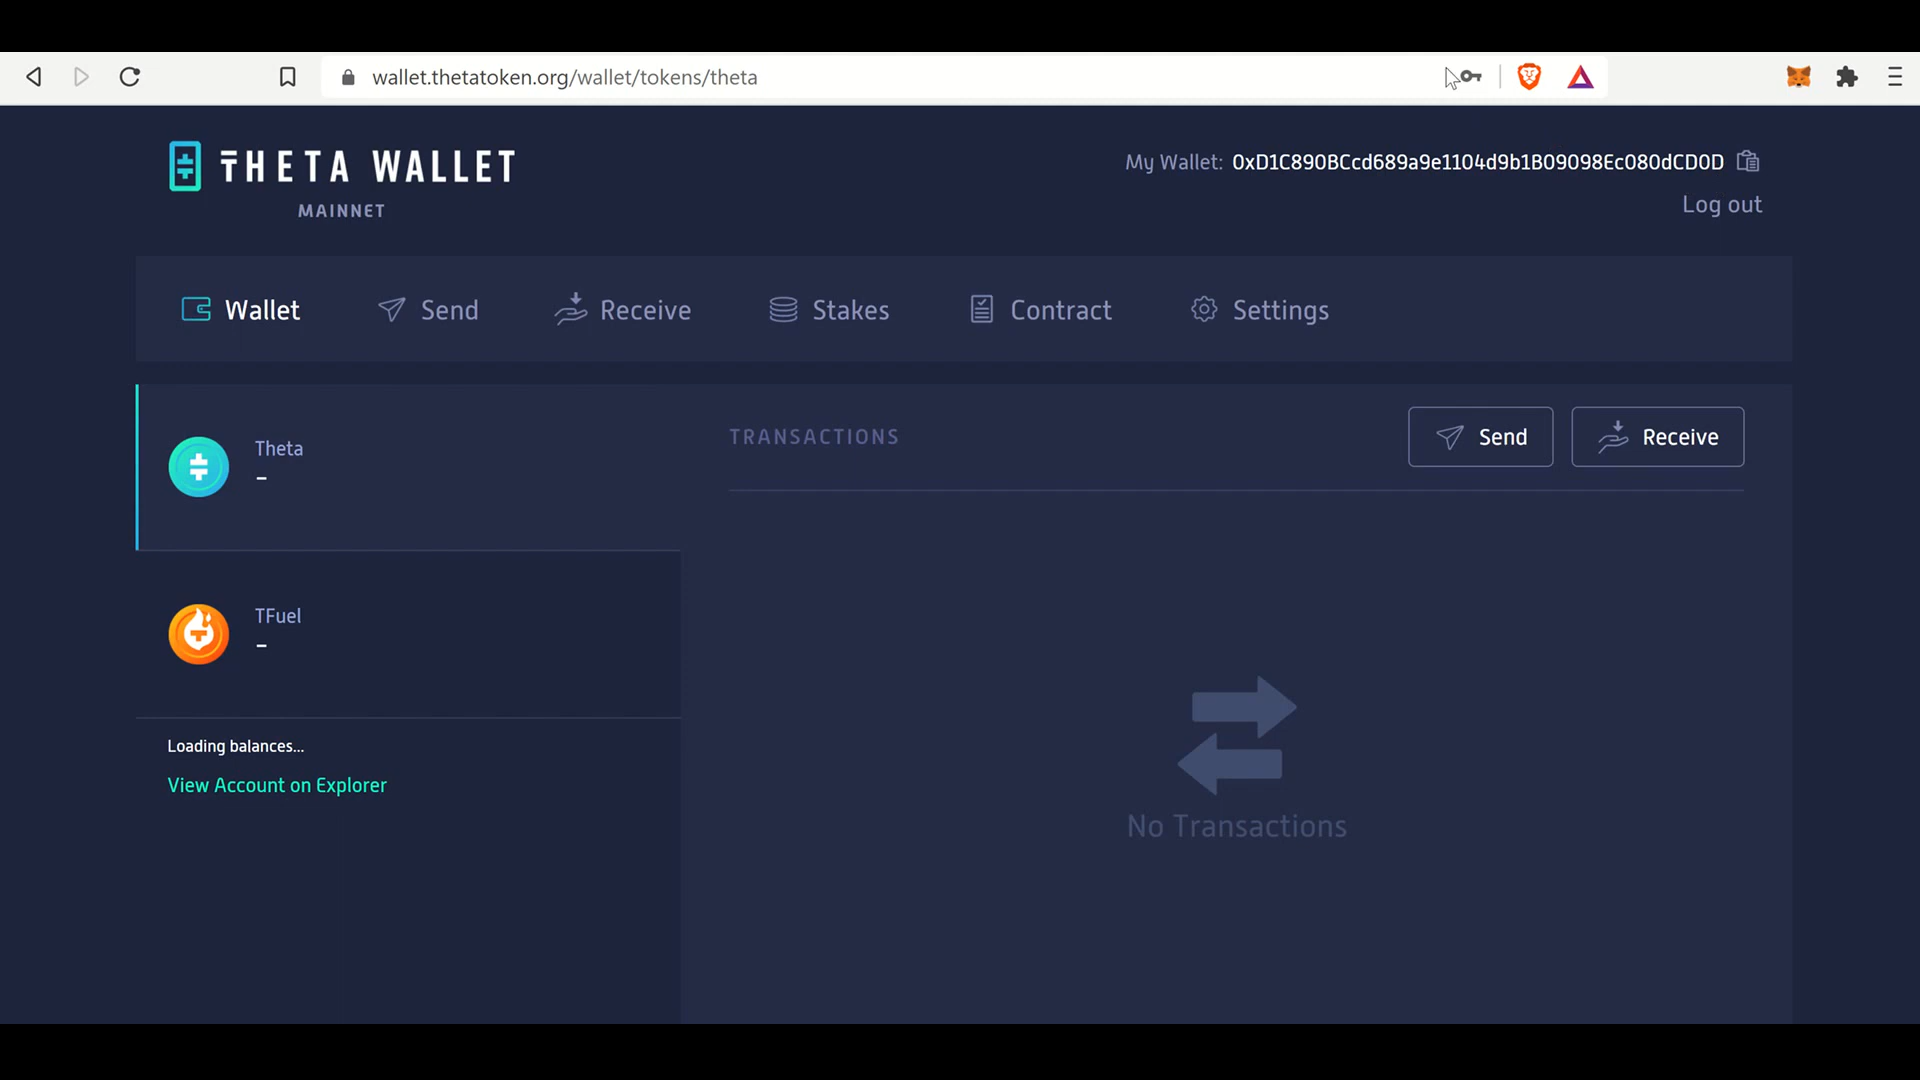 wallet.thetatoken.org/wallet/tokens/theta
THETA WALLET
MAINNET
My Wallet: 0xD1C890BCcd689a9e1104d9b1B09098Ec080dCD0D
Log out
Wallet
Send
Receive
Stakes
Contract
Settings
Theta
–
TRANSACTIONS
Send
Receive
TFuel
–
Loading balances...
View Account on Explorer
No Transactions